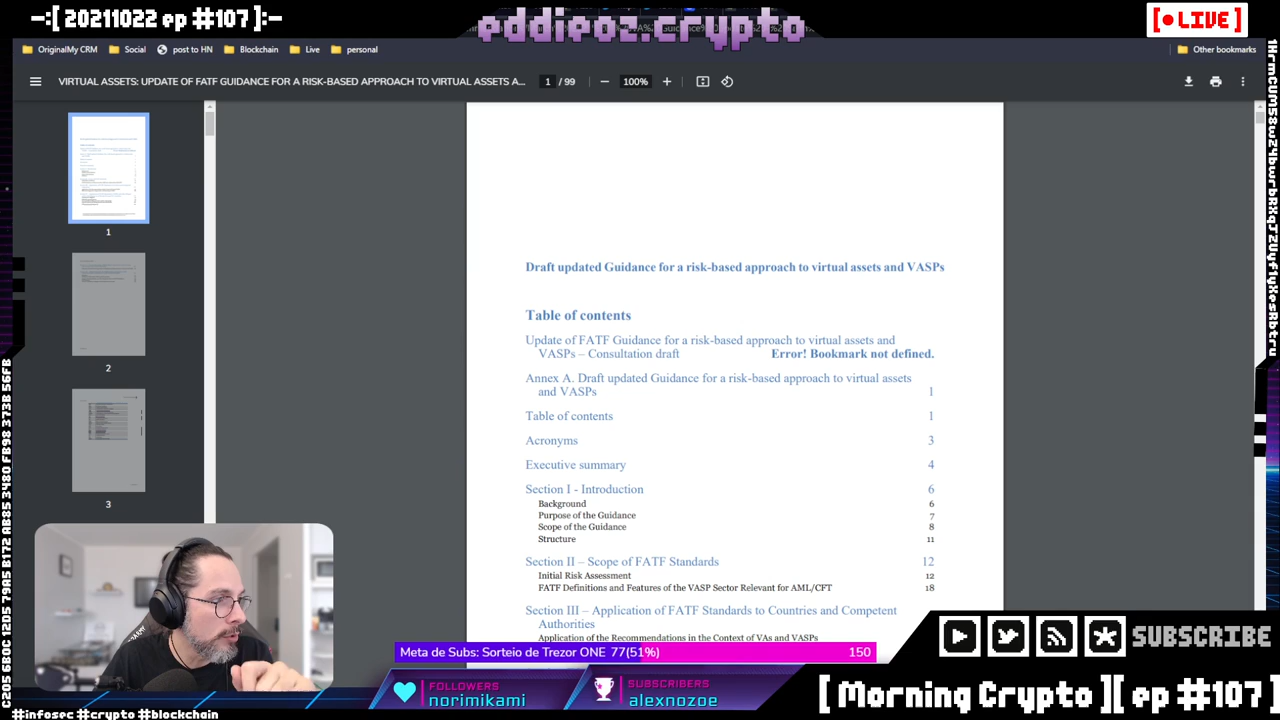 -:[ 20211022 ep #107 ]:-
eddieoz.crypto
[ LIVE ]
OriginalMy CRM
Social
post to HN
Blockchain
Live
personal
Other bookmarks
VIRTUAL ASSETS: UPDATE OF FATF GUIDANCE FOR A RISK-BASED APPROACH TO VIRTUAL ASSETS A...
1 / 99
100%
1
2
3
Draft updated Guidance for a risk-based approach to virtual assets and VASPs
Table of contents
Update of FATF Guidance for a risk-based approach to virtual assets and
VASPs – Consultation draft Error! Bookmark not defined.
Annex A. Draft updated Guidance for a risk-based approach to virtual assets
and VASPs 1
Table of contents 1
Acronyms 3
Executive summary 4
Section I - Introduction 6
Background 6
Purpose of the Guidance 7
Scope of the Guidance 8
Structure 11
Section II – Scope of FATF Standards 12
Initial Risk Assessment 12
FATF Definitions and Features of the VASP Sector Relevant for AML/CFT 18
Section III – Application of FATF Standards to Countries and Competent
Authorities
Application of the Recommendations in the Context of VAs and VASPs
Meta de Subs: Sorteio de Trezor ONE 77(51%) 150
FOLLOWERS
norimikami
SUBSCRIBERS
alexnozoe
SUBSCRIBE
[ Morning Crypto ][ ep #107 ]
#infosec #crypto #blockchain